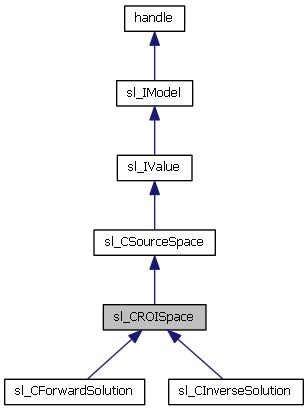 handle
sl_IModel
sl_IValue
sl_CSourceSpace
sl_CROISpace
sl_CForwardSolution
sl_CInverseSolution